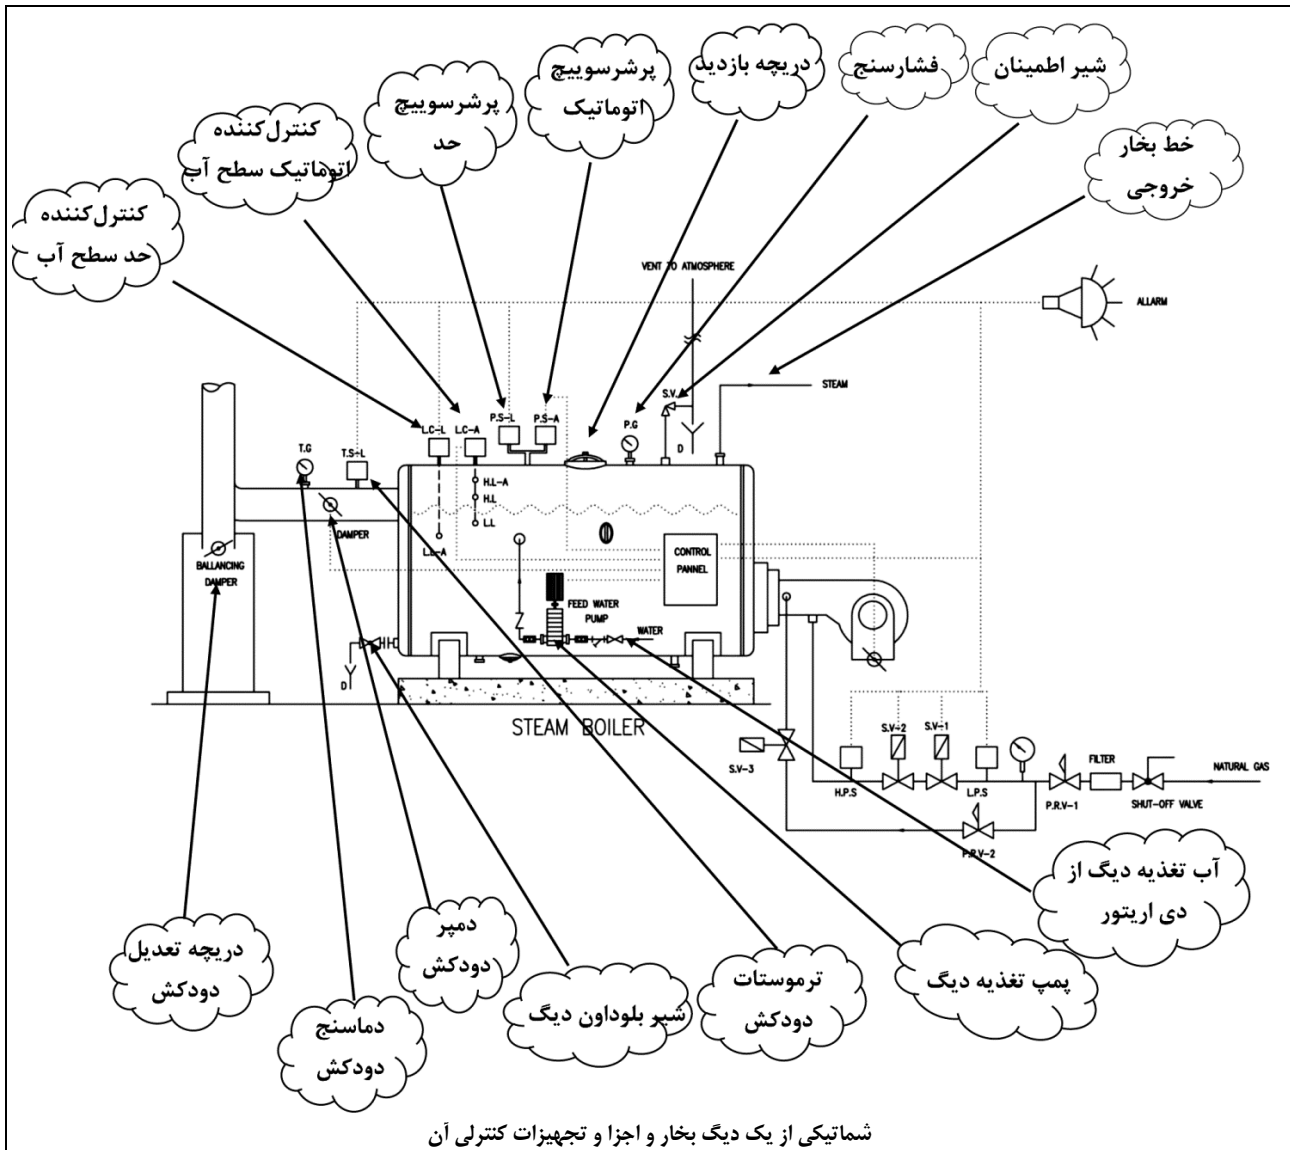 شیر اطمینان
فشارسنج
دریچه بازدید
پرشرسوییچ
اتوماتیک
پرشرسوییچ
حد
کنترل‌کننده
اتوماتیک سطح آب
کنترل‌کننده
حد سطح آب
خط بخار
خروجی
VENT TO ATMOSPHERE
ALLARM
STEAM
S.V.
D
P.G
P.S-A
P.S-L
L.C-A
L.C-L
T.S-L
T.G
H.L-A
H.L
L.L
L.L-A
DAMPER
BALLANCING
DAMPER
CONTROL
PANNEL
FEED WATER
PUMP
WATER
D
STEAM BOILER
S.V-3
S.V-2
S.V-1
H.P.S
L.P.S
P.R.V-1
FILTER
SHUT-OFF VALVE
NATURAL GAS
P.R.V-2
آب تغذیه دیگ از
دی اریتور
پمپ تغذیه دیگ
ترموستات
دودکش
شیر بلوداون دیگ
دمپر
دودکش
دماسنج
دودکش
دریچه تعدیل
دودکش
شماتیکی از یک دیگ بخار و اجزا و تجهیزات کنترلی آن